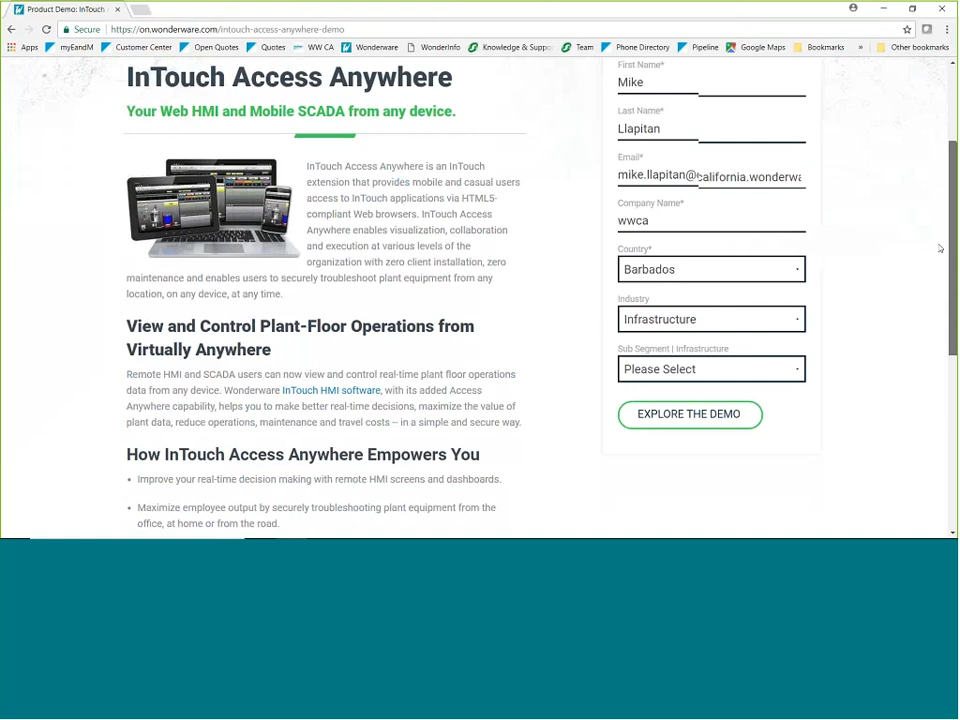 Product Demo: InTouch
Secure
https://on.wonderware.com/intouch-access-anywhere-demo
Apps
myEandM
Customer Center
Open Quotes
Quotes
WW CA
Wonderware
WonderInfo
Knowledge & Suppo
Team
Phone Directory
Pipeline
Google Maps
Bookmarks
»
Other bookmarks
InTouch Access Anywhere
Your Web HMI and Mobile SCADA from any device.
InTouch Access Anywhere is an InTouch
extension that provides mobile and casual users
access to InTouch applications via HTML5-
compliant Web browsers. InTouch Access
Anywhere enables visualization, collaboration
and execution at various levels of the
organization with zero client installation, zero
maintenance and enables users to securely troubleshoot plant equipment from any
location, on any device, at any time.
View and Control Plant-Floor Operations from
Virtually Anywhere
Remote HMI and SCADA users can now view and control real-time plant floor operations
data from any device. Wonderware InTouch HMI software, with its added Access
Anywhere capability, helps you to make better real-time decisions, maximize the value of
plant data, reduce operations, maintenance and travel costs – in a simple and secure way.
How InTouch Access Anywhere Empowers You
• Improve your real-time decision making with remote HMI screens and dashboards.
• Maximize employee output by securely troubleshooting plant equipment from the
office, at home or from the road.
First Name*
Mike
Last Name*
Llapitan
Email*
mike.llapitan@california.wonderwa
Company Name*
wwca
Country*
Barbados
Industry
Infrastructure
Sub Segment | Infrastructure
Please Select
EXPLORE THE DEMO